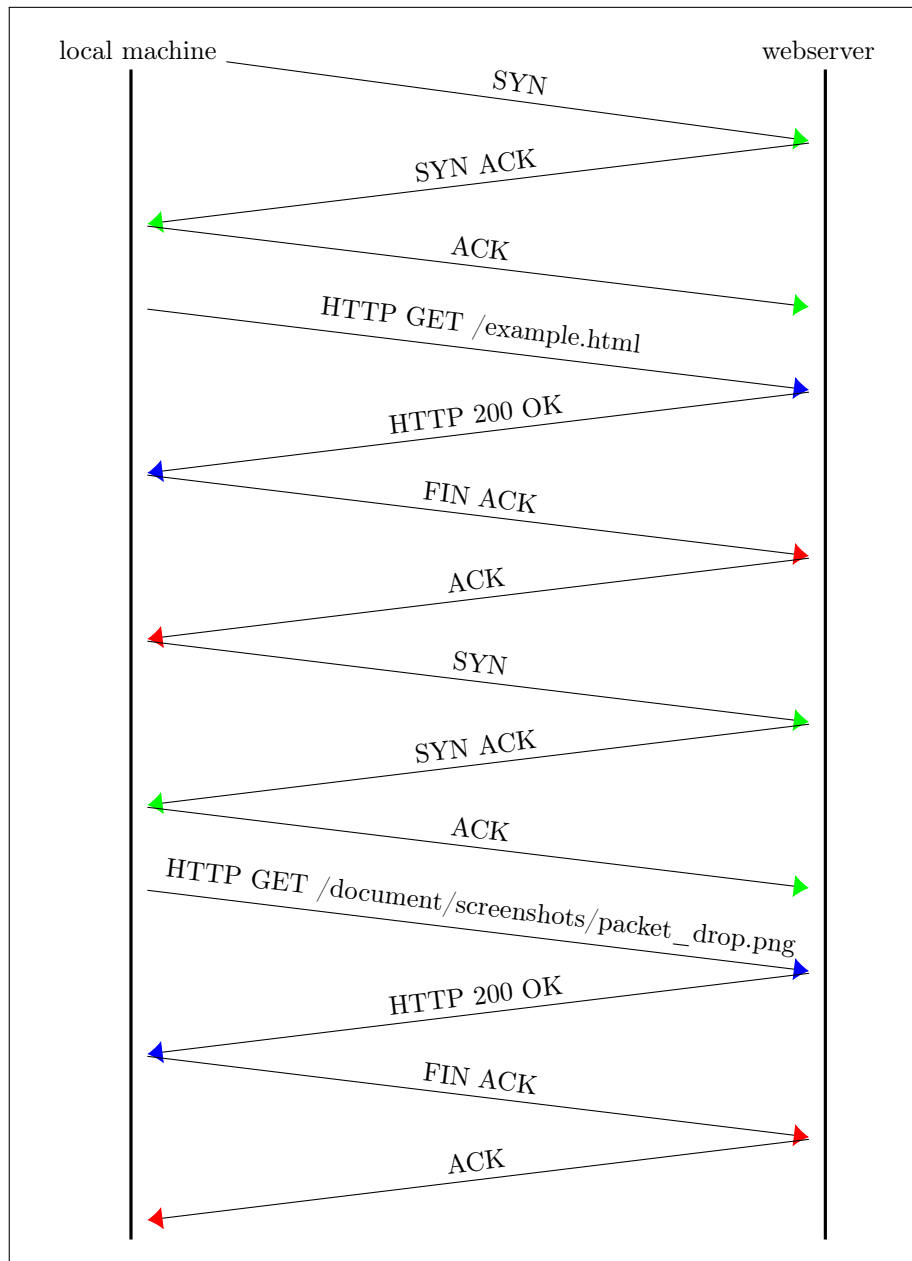 local machine
webserver
SYN
SYN ACK
ACK
HTTP GET /example.html
HTTP 200 OK
FIN ACK
ACK
SYN
SYN ACK
ACK
HTTP GET /document/screenshots/packet_drop.png
HTTP 200 OK
FIN ACK
ACK